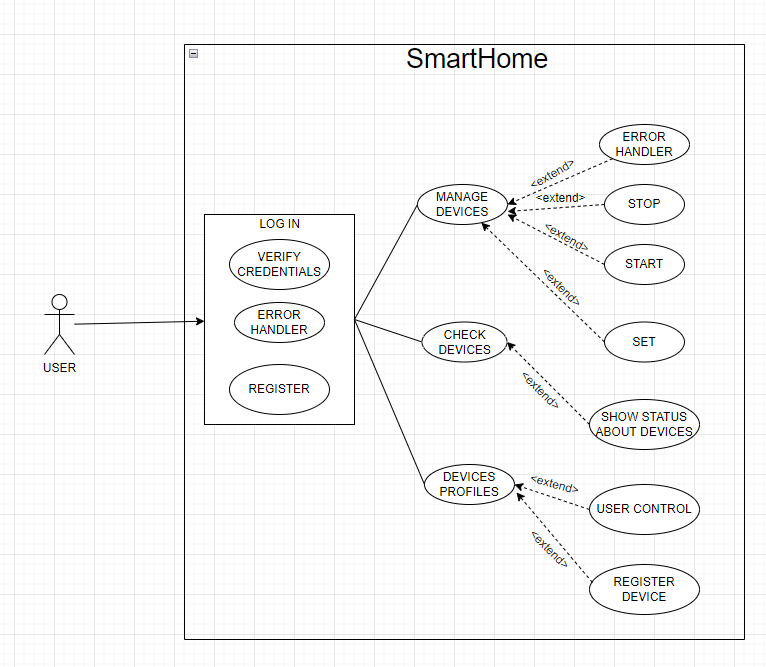 SmartHome
ERROR
HANDLER
<extend>
MANAGE
DEVICES
<extend>
STOP
LOG IN
<extend>
START
VERIFY
CREDENTIALS
<extend>
ERROR
HANDLER
CHECK
DEVICES
SET
USER
REGISTER
<extend>
SHOW STATUS
ABOUT DEVICES
DEVICES
PROFILES
<extend>
USER CONTROL
<extend>
REGISTER
DEVICE